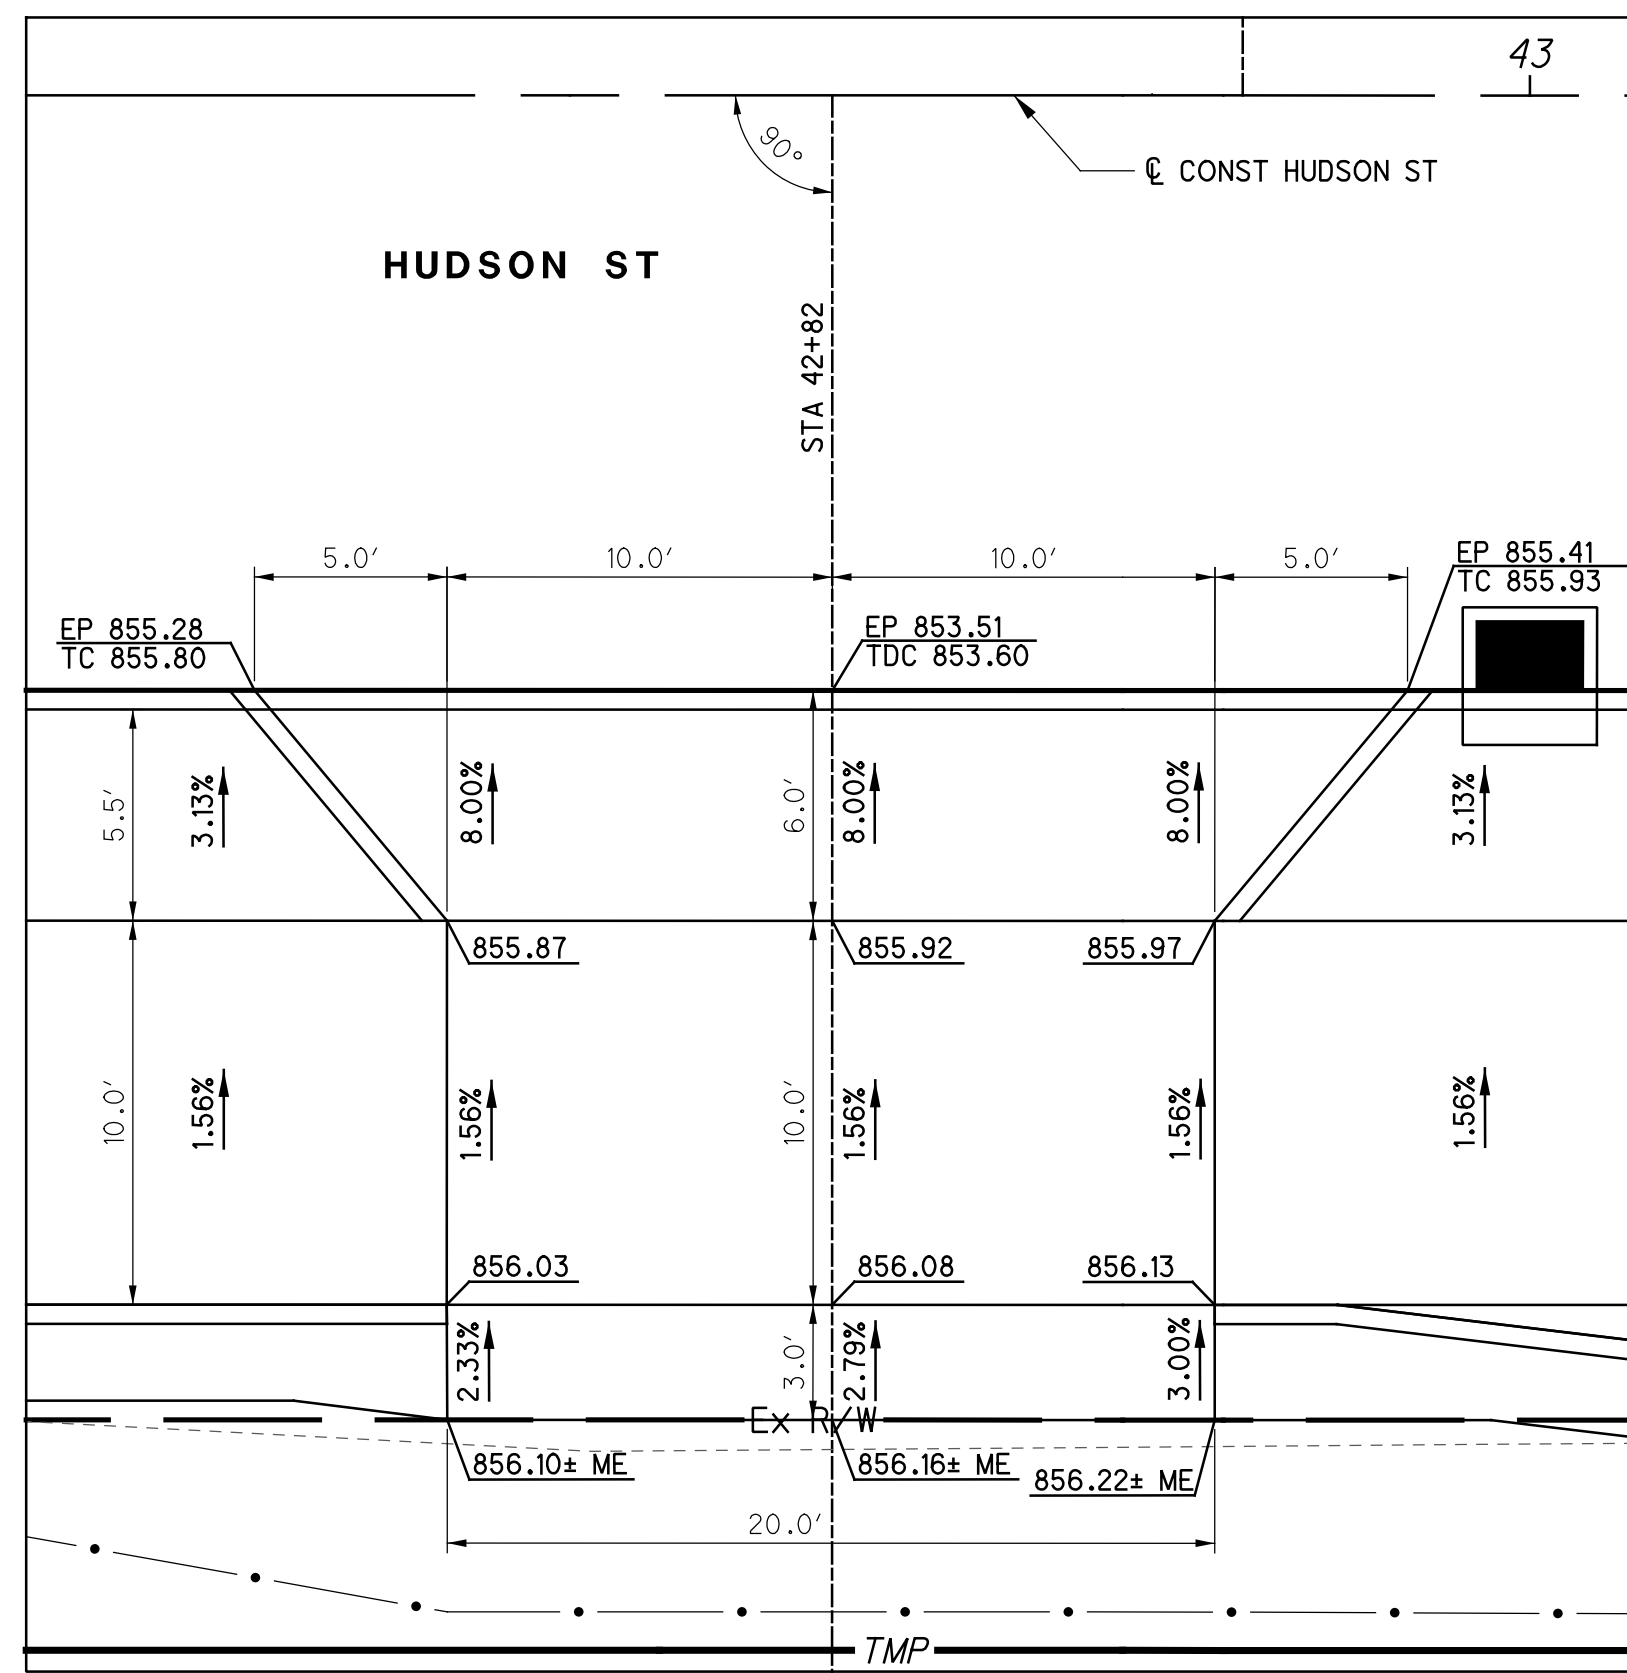 43
90°
℄ CONST HUDSON ST
HUDSON ST
STA 42+82
5.0′
10.0′
10.0′
5.0′
EP 855.41
TC 855.93
EP 855.28
TC 855.80
EP 853.51
TDC 853.60
5.5′
3.13%
8.00%
6.0′
8.00%
8.00%
3.13%
855.87
855.92
855.97
10.0′
1.56%
1.56%
10.0′
1.56%
1.56%
1.56%
856.03
856.08
856.13
2.33%
3.0′
2.79%
3.00%
Ex R/W
856.10± ME
856.16± ME
856.22± ME
20.0′
TMP